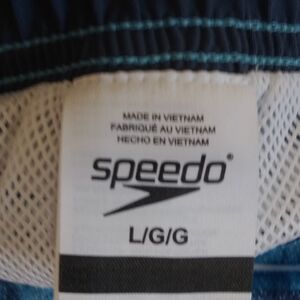 MADE IN VIETNAM
FABRIQUÉ AU VIETNAM
HECHO EN VIETNAM
speedo®
L/G/G